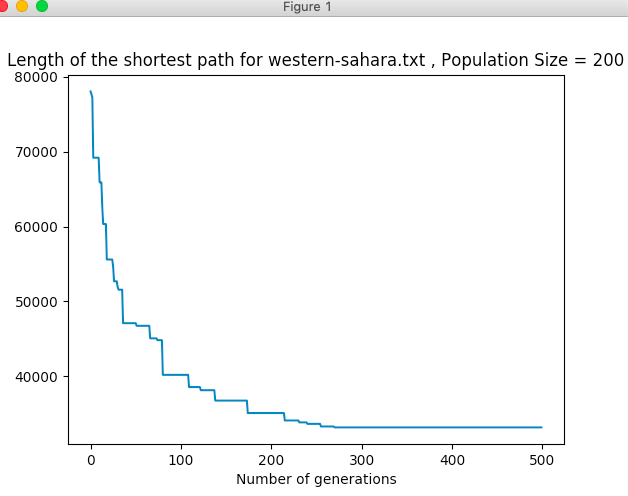 Figure 1
Length of the shortest path for western-sahara.txt , Population Size = 200
80000
70000
60000
50000
40000
0 100 200 300 400 500
Number of generations